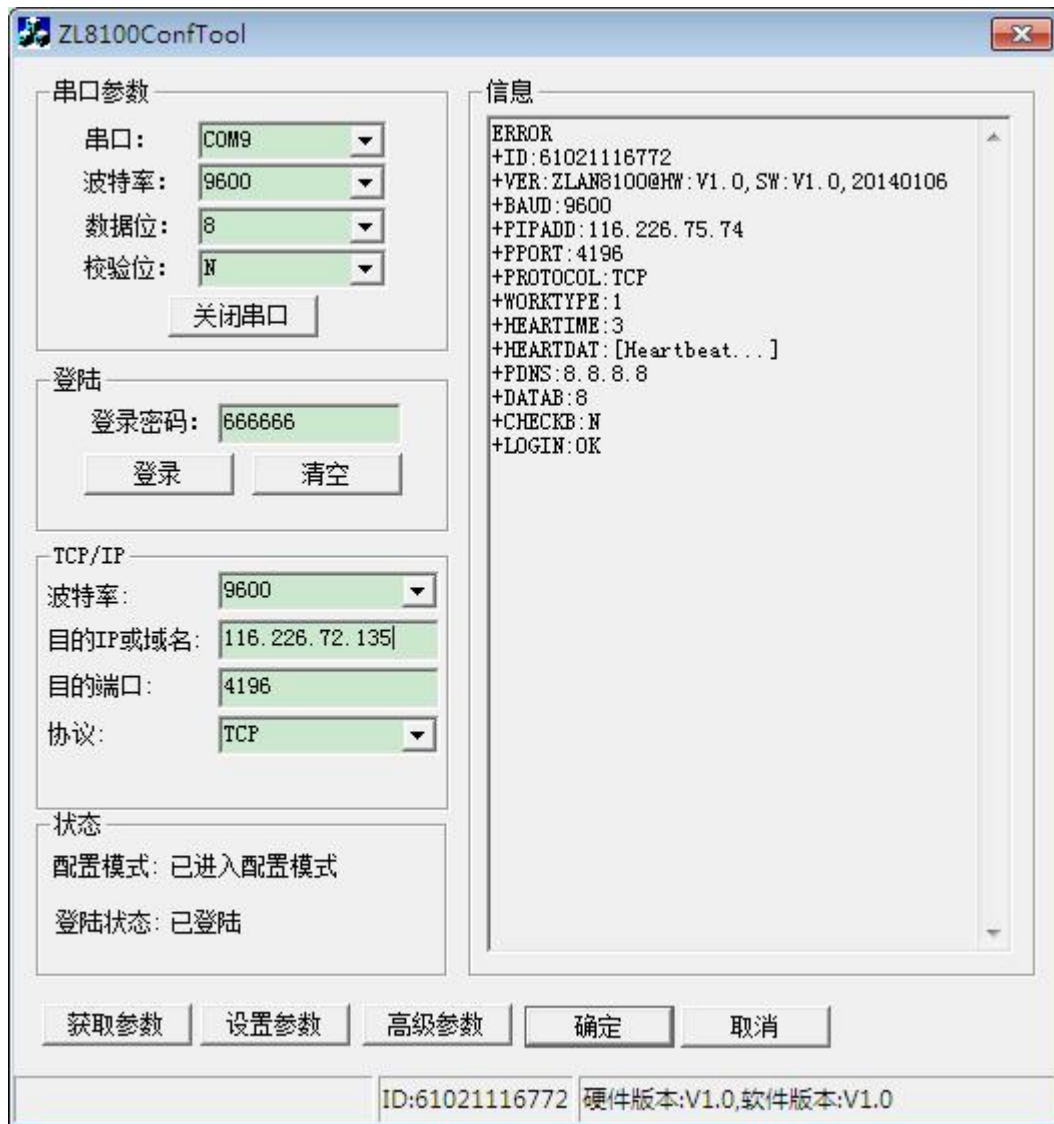 ZL8100ConfTool
串口参数
串口: COM9
波特率: 9600
数据位: 8
校验位: N
关闭串口
登陆
登录密码: 666666
登录 清空
TCP/IP
波特率: 9600
目的IP或域名: 116.226.72.135
目的端口: 4196
协议: TCP
状态
配置模式: 已进入配置模式
登陆状态: 已登陆
信息
ERROR
+ID:61021116772
+VER:ZLAN8100@HW:V1.0,SW:V1.0,20140106
+BAUD:9600
+PIPADD:116.226.75.74
+PPORT:4196
+PROTOCOL:TCP
+WORKTYPE:1
+HEARTIME:3
+HEARTDAT:[Heartbeat...]
+PDNS:8.8.8.8
+DATAB:8
+CHECKB:N
+LOGIN:OK
获取参数 设置参数 高级参数 确定 取消
ID:61021116772 硬件版本:V1.0,软件版本:V1.0